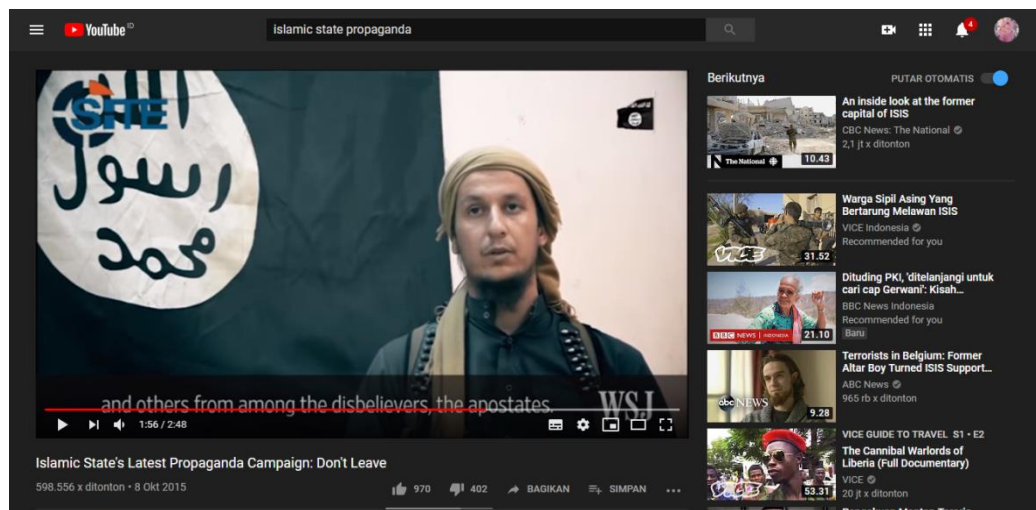 YouTube ID
islamic state propaganda
4
SITE
رسول
محمد
and others from among the disbelievers, the apostates.
WSJ
1:56 / 2:48
Islamic State's Latest Propaganda Campaign: Don't Leave
598.556 x ditonton • 8 Okt 2015
970
402
BAGIKAN
SIMPAN
Berikutnya
PUTAR OTOMATIS
The National
10.43
An inside look at the former
capital of ISIS
CBC News: The National
2,1 jt x ditonton
VICE
31.52
Warga Sipil Asing Yang
Bertarung Melawan ISIS
VICE Indonesia
Recommended for you
BBC NEWS INDONESIA
21.10
Dituding PKI, 'ditelanjangi untuk
cari cap Gerwani': Kisah...
BBC News Indonesia
Recommended for you
Baru
abc NEWS
9.28
Terrorists in Belgium: Former
Altar Boy Turned ISIS Support...
ABC News
965 rb x ditonton
VICE
53.31
VICE GUIDE TO TRAVEL S1 • E2
The Cannibal Warlords of
Liberia (Full Documentary)
VICE
20 jt x ditonton